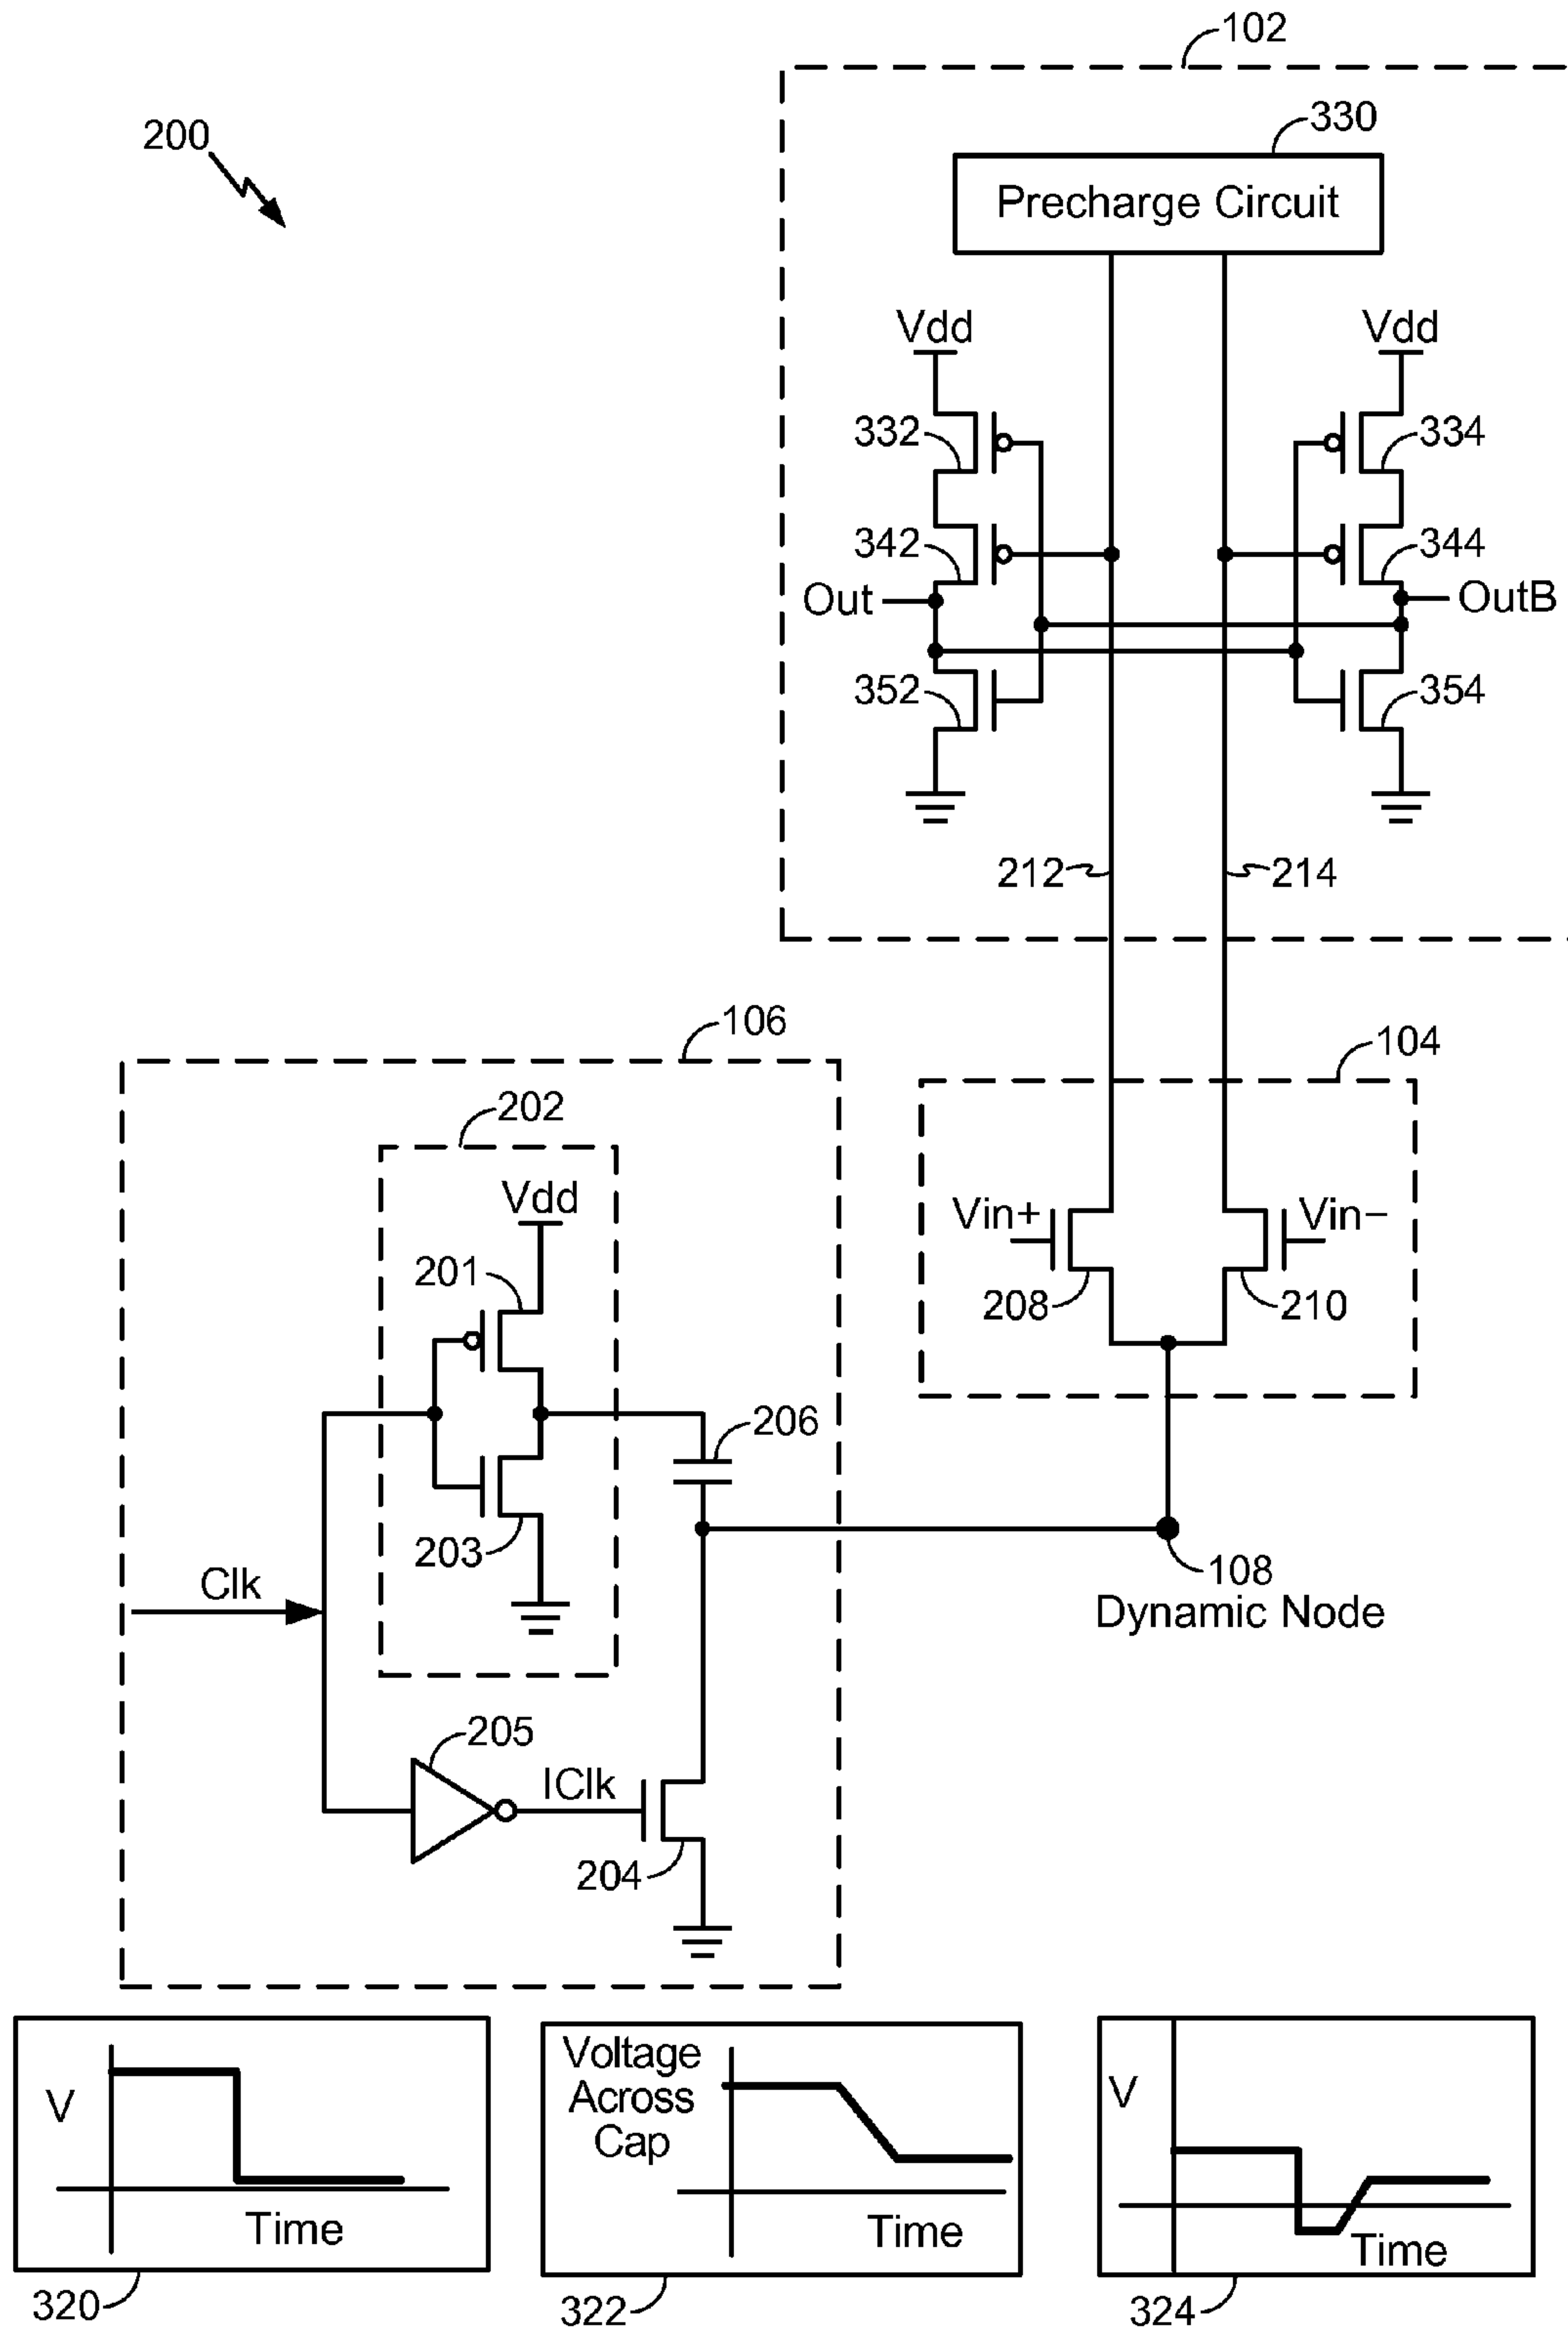 102
200
330
Precharge Circuit
Vdd
Vdd
332
334
342
344
Out
OutB
352
354
212
214
106
104
202
Vdd
Vin+
Vin−
201
208
210
206
203
108
Clk
Dynamic Node
205
IClk
204
V
Time
320
Voltage
Across
Cap
Time
322
V
Time
324